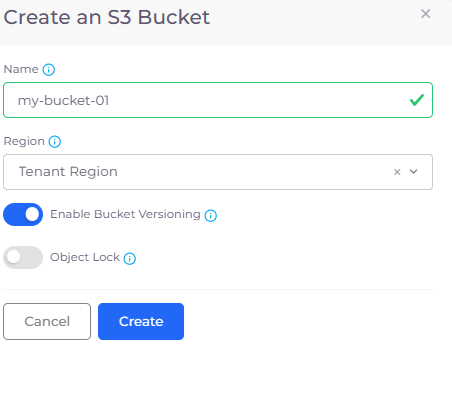 Create an S3 Bucket
Name
my-bucket-01
Region
Tenant Region
Enable Bucket Versioning
Object Lock
Cancel Create